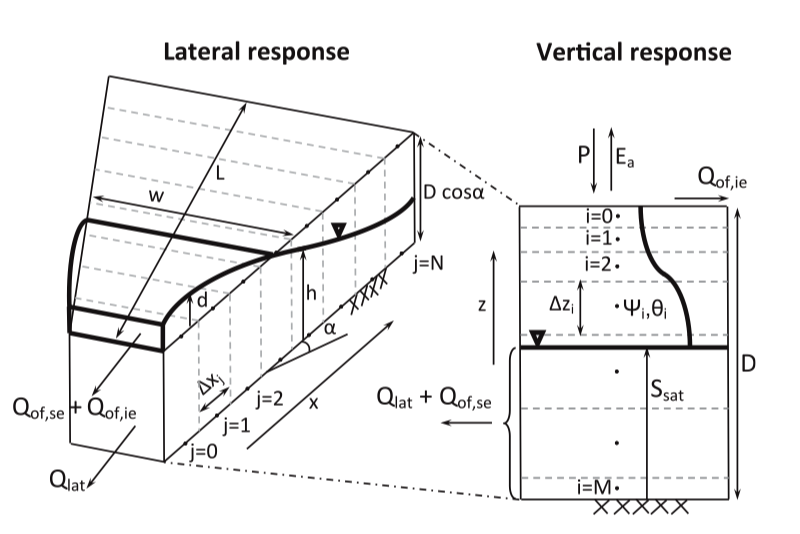 Lateral response
Vertical response
L
w
D cosα
j=N
d
h
α
Δxⱼ
j=2
x
j=1
j=0
Qof,se + Qof,ie
Qlat
P
Ea
Qof,ie
i=0
i=1
i=2
z
Δzi
Ψi,θi
D
Qlat + Qof,se
Ssat
i=M